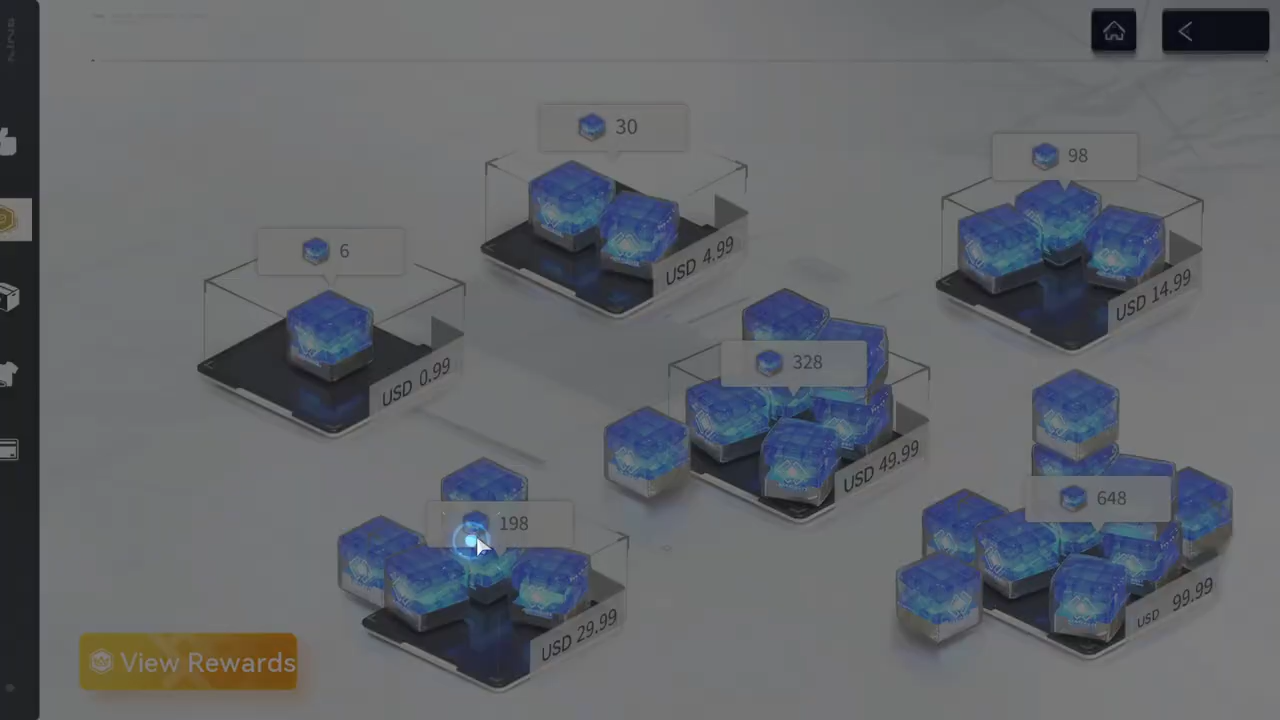 30
98
6
USD 4.99
USD 14.99
328
USD 0.99
USD 49.99
198
648
USD 29.99
USD 99.99
View Rewards